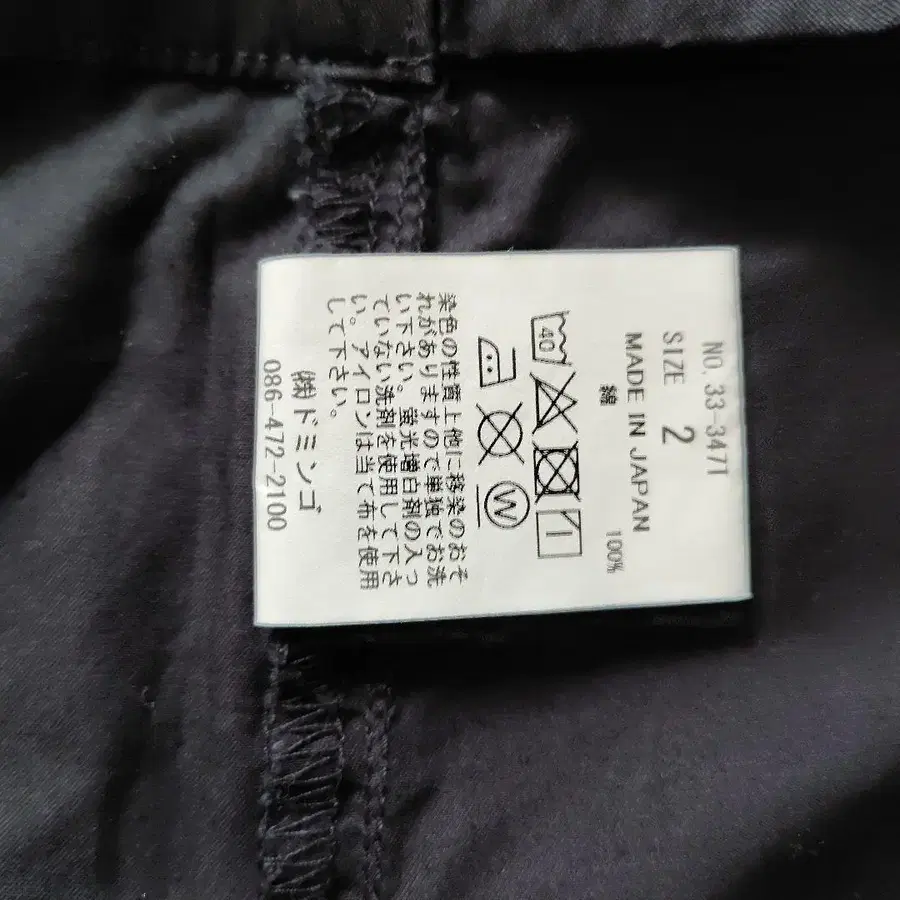 NO. 33-3471
SIZE 2
MADE IN JAPAN
綿 100%
40
W
染色の性質上他に移染のおそ
れがありますので単独でお洗
い下さい。蛍光増白剤の入っ
ていない洗剤を使用して下さ
い。アイロンは当て布を使用
して下さい。
㈱ドミンゴ
086-472-2100